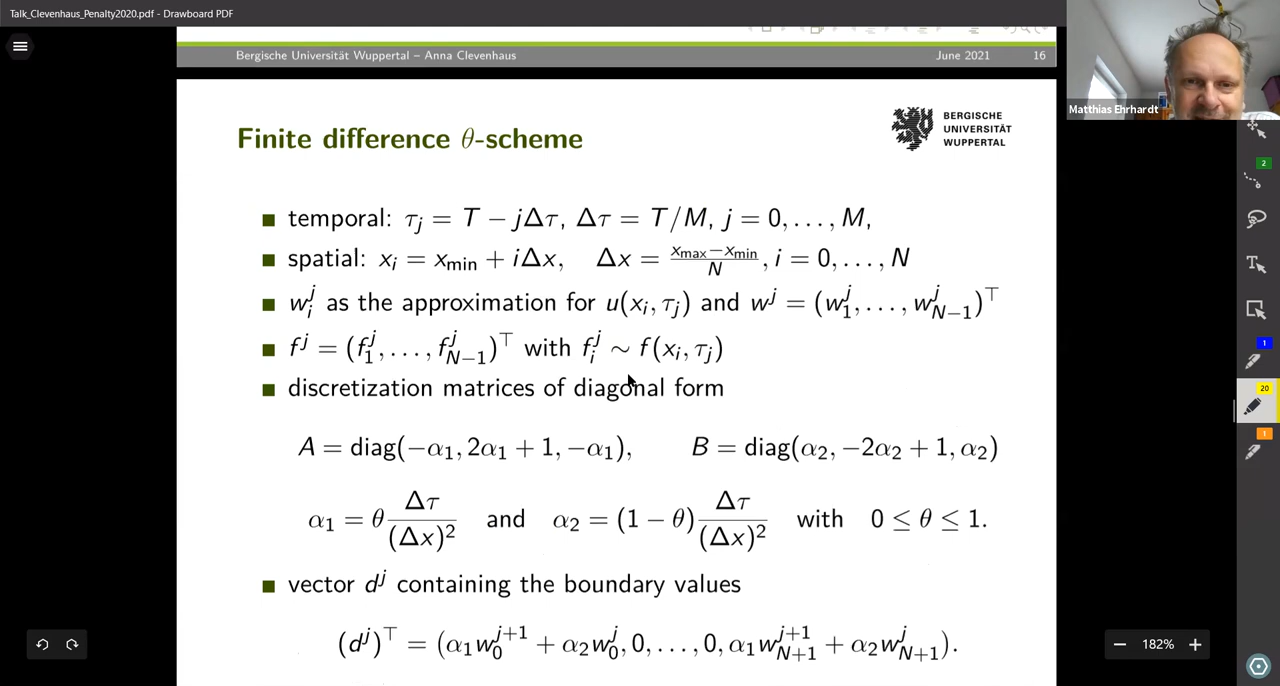 Talk_Clevenhaus_Penalty2020.pdf - Drawboard PDF
Bergische Universität Wuppertal – Anna Clevenhaus June 2021 16
Matthias Ehrhardt
Finite difference θ-scheme
BERGISCHE
UNIVERSITÄT
WUPPERTAL
■ temporal: τ_j = T − jΔτ, Δτ = T/M, j = 0, . . . , M,
■ spatial: x_i = x_min + iΔx, Δx = (x_max−x_min)/N, i = 0, . . . , N
■ w_i^j as the approximation for u(x_i, τ_j) and w^j = (w_1^j, . . . , w_{N−1}^j)^⊤
■ f^j = (f_1^j, . . . , f_{N−1}^j)^⊤ with f_i^j ∼ f(x_i, τ_j)
■ discretization matrices of diagonal form
A = diag(−α_1, 2α_1 + 1, −α_1), B = diag(α_2, −2α_2 + 1, α_2)
α_1 = θ Δτ/(Δx)^2 and α_2 = (1 − θ) Δτ/(Δx)^2 with 0 ≤ θ ≤ 1.
■ vector d^j containing the boundary values
(d^j)^⊤ = (α_1 w_0^{j+1} + α_2 w_0^j, 0, . . . , 0, α_1 w_{N+1}^{j+1} + α_2 w_{N+1}^j).
2
1
20
1
182%